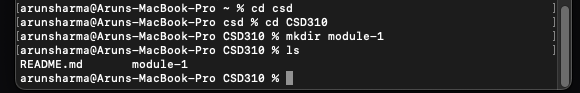 [arunsharma@Aruns-MacBook-Pro ~ % cd csd ]
[arunsharma@Aruns-MacBook-Pro csd % cd CSD310 ]
[arunsharma@Aruns-MacBook-Pro CSD310 % mkdir module-1 ]
[arunsharma@Aruns-MacBook-Pro CSD310 % ls ]
README.md module-1
arunsharma@Aruns-MacBook-Pro CSD310 %